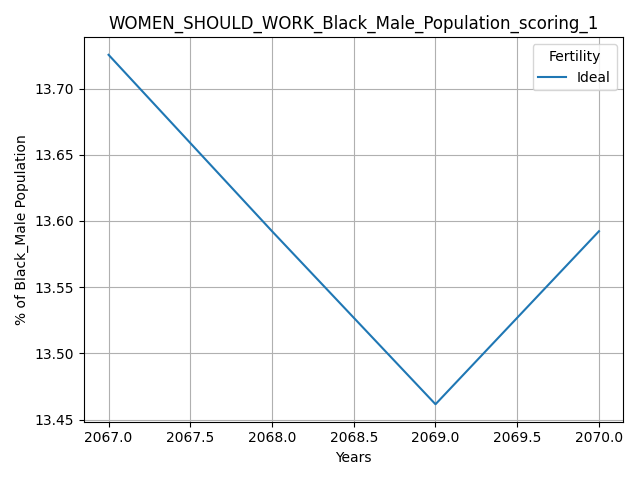 WOMEN_SHOULD_WORK_Black_Male_Population_scoring_1
Fertility
Ideal
13.70
13.65
13.60
13.55
13.50
13.45
% of Black_Male Population
2067.0 2067.5 2068.0 2068.5 2069.0 2069.5 2070.0
Years